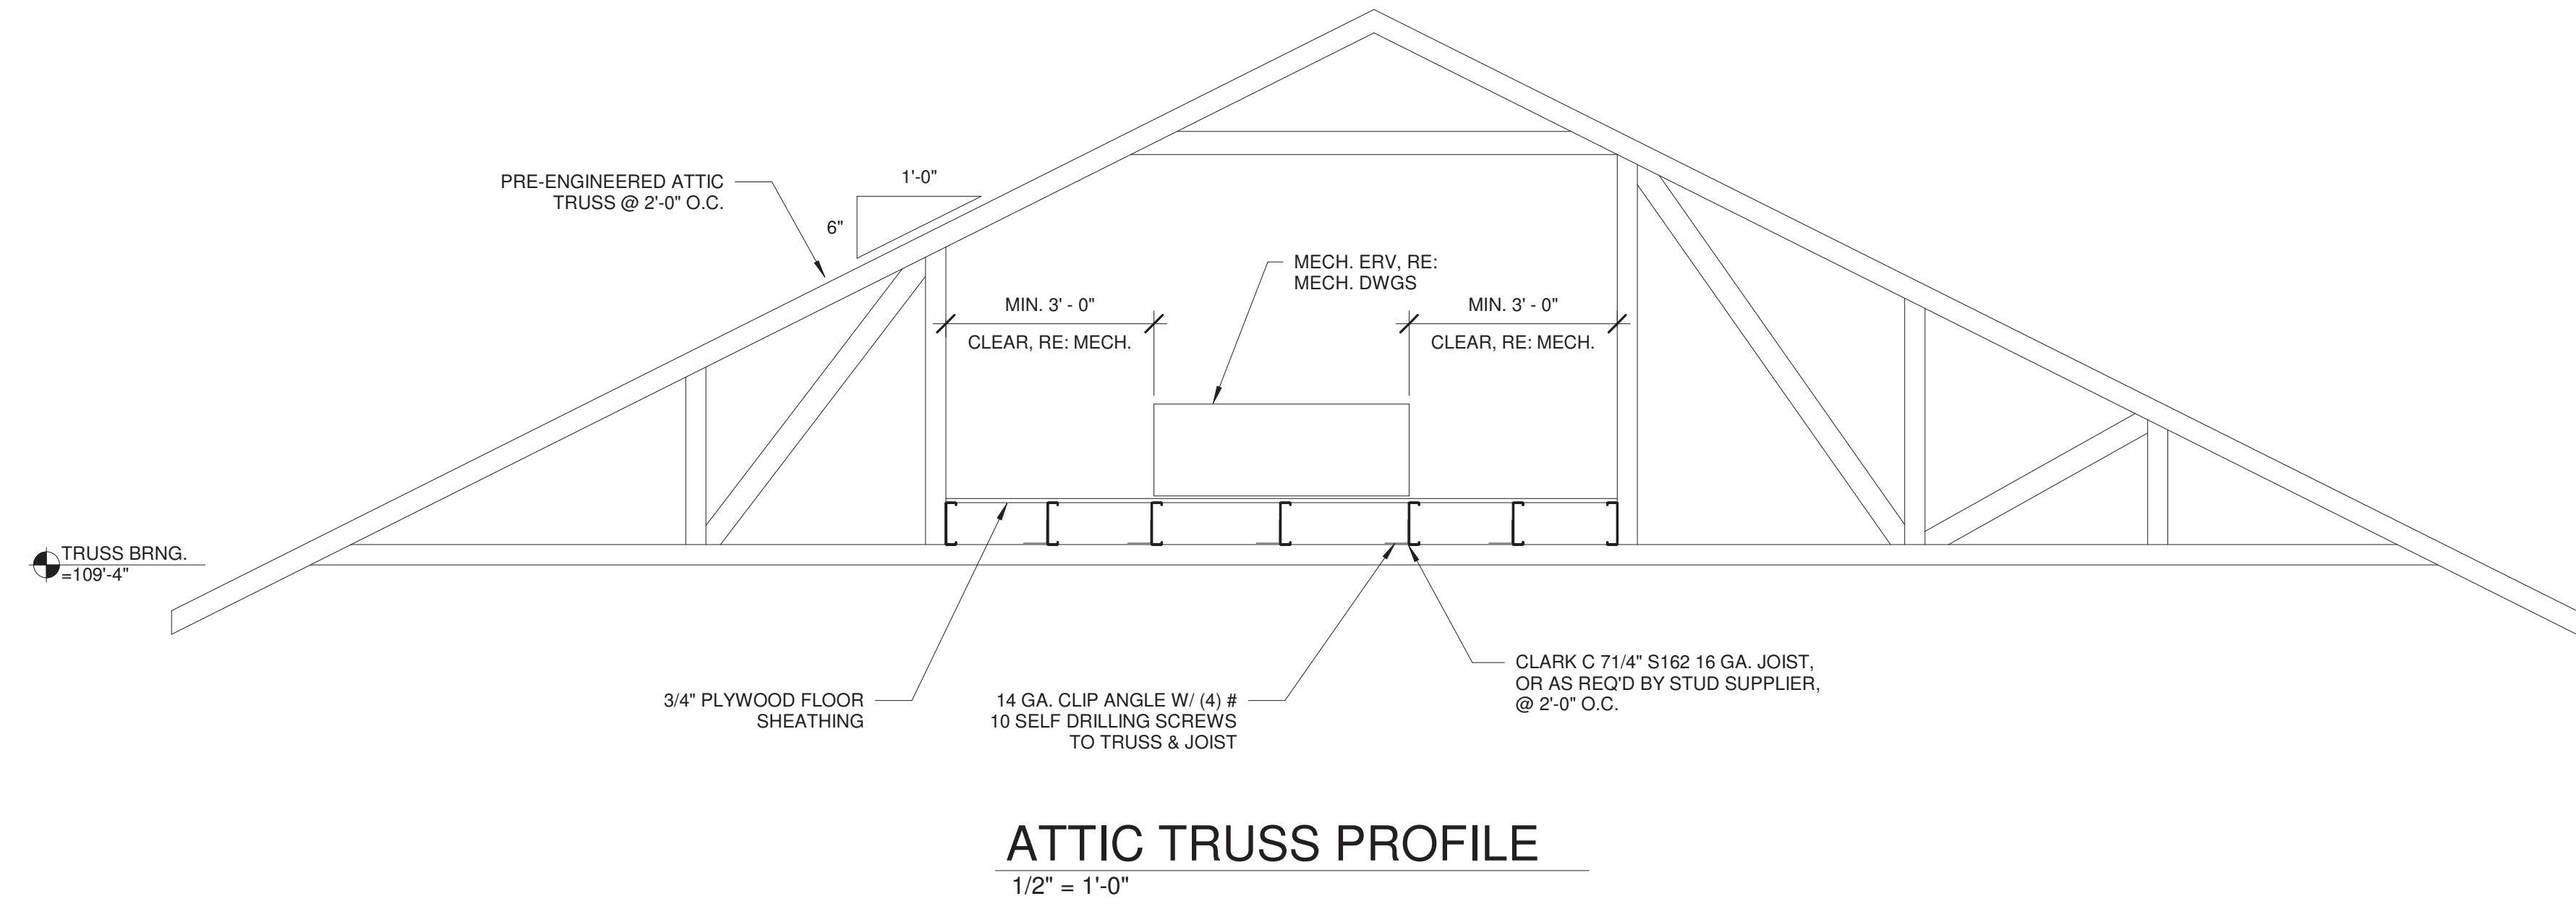 PRE-ENGINEERED ATTIC
TRUSS @ 2'-0" O.C.
1'-0"
6"
MECH. ERV, RE:
MECH. DWGS
MIN. 3' - 0"
CLEAR, RE: MECH.
MIN. 3' - 0"
CLEAR, RE: MECH.
TRUSS BRNG.
=109'-4"
3/4" PLYWOOD FLOOR
SHEATHING
14 GA. CLIP ANGLE W/ (4) #
10 SELF DRILLING SCREWS
TO TRUSS & JOIST
CLARK C 71/4" S162 16 GA. JOIST,
OR AS REQ'D BY STUD SUPPLIER,
@ 2'-0" O.C.
ATTIC TRUSS PROFILE
1/2" = 1'-0"